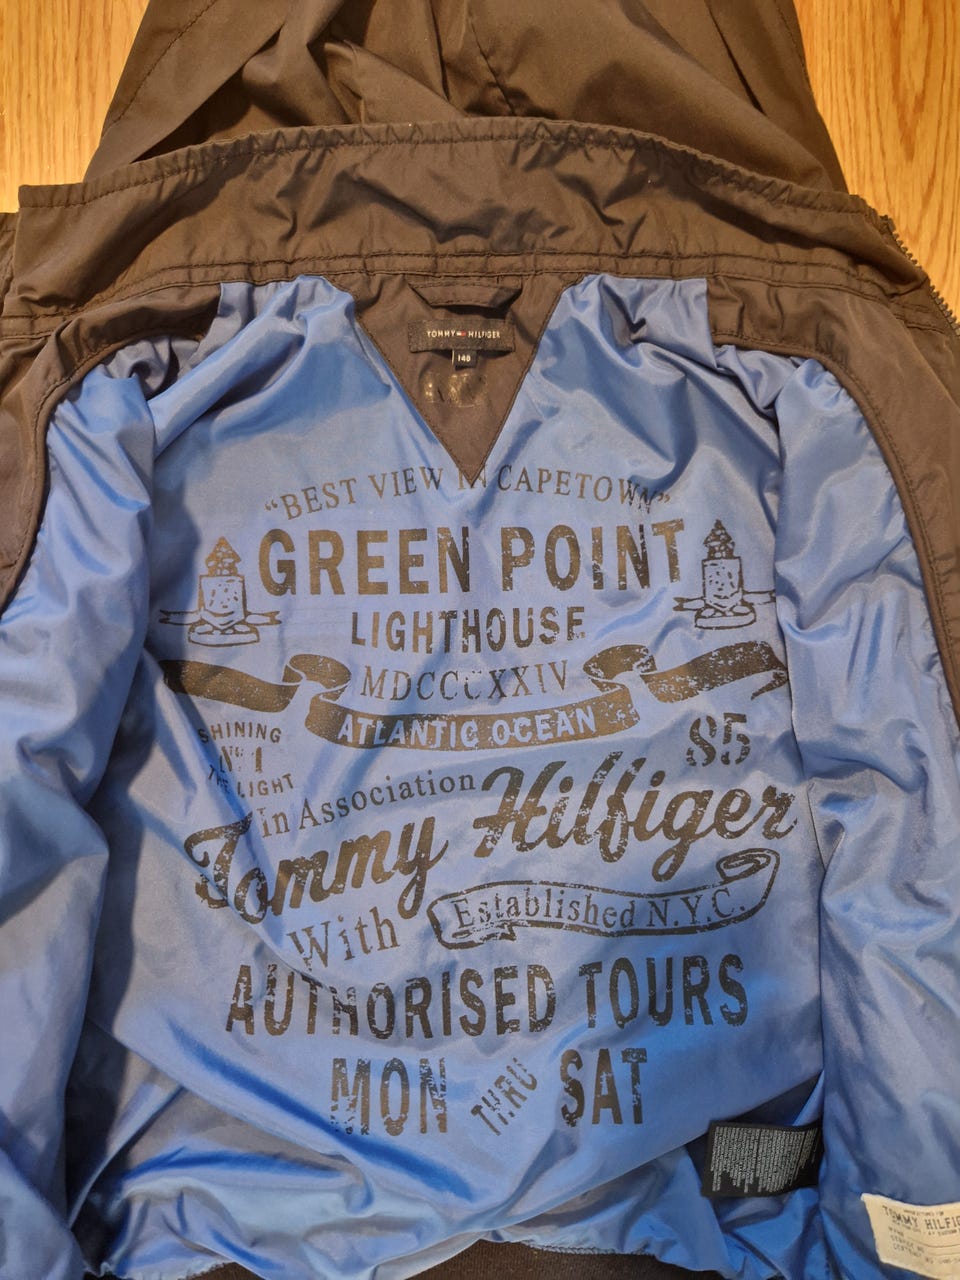 TOMMY HILFIGER
140
"BEST VIEW IN CAPETOWN"
GREEN POINT
LIGHTHOUSE
MDCCCXXIV
ATLANTIC OCEAN
SHINING
Nº1
THE LIGHT
85
In Association
Tommy Hilfiger
With
Established N.Y.C.
AUTHORISED TOURS
MON THRU SAT
TOMMY HILFIG